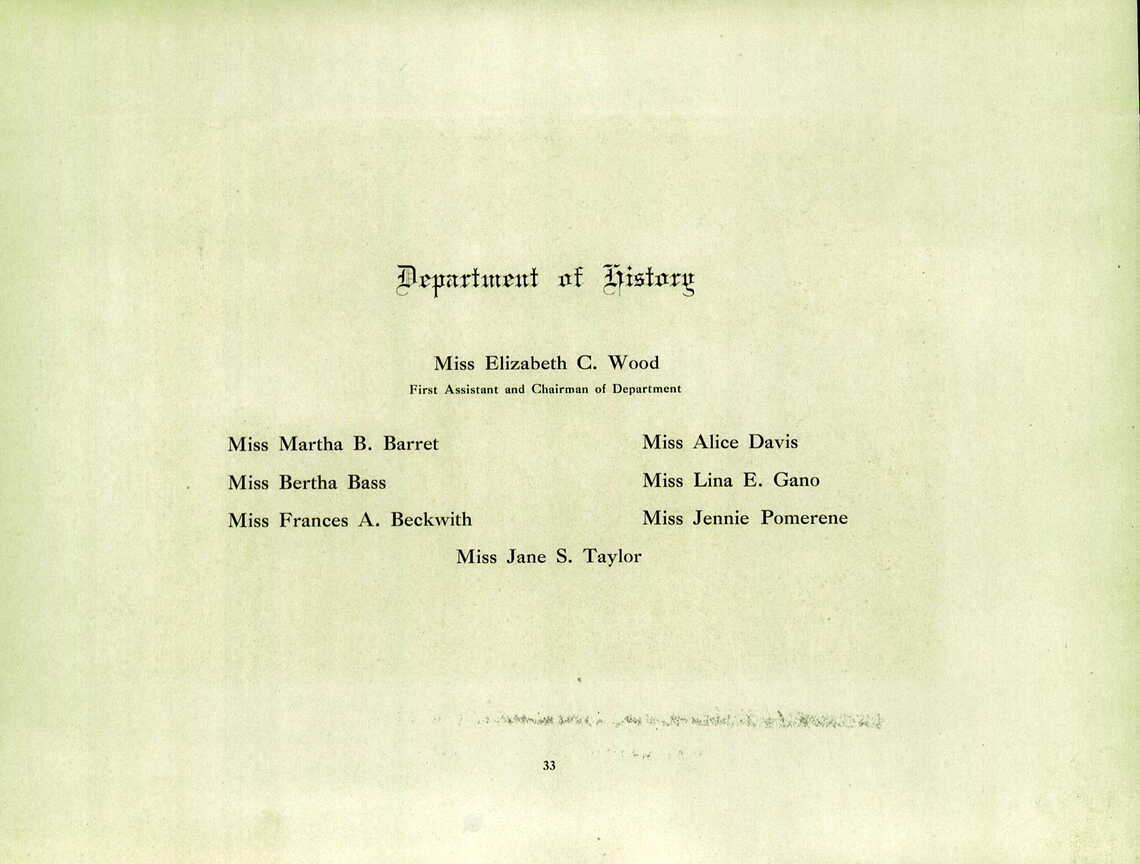 Department of History
Miss Elizabeth C. Wood
First Assistant and Chairman of Department
Miss Martha B. Barret
Miss Alice Davis
Miss Bertha Bass
Miss Lina E. Gano
Miss Frances A. Beckwith
Miss Jennie Pomerene
Miss Jane S. Taylor
33